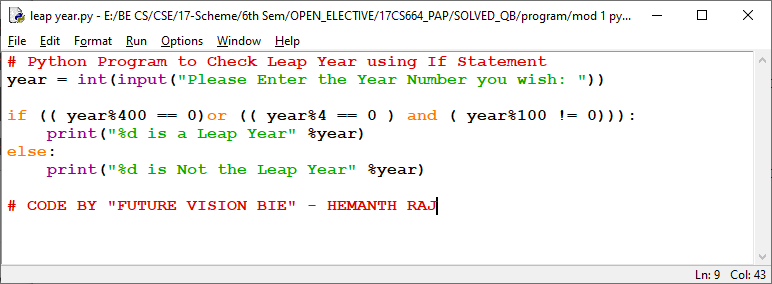 leap year.py - E:/BE CS/CSE/17-Scheme/6th Sem/OPEN_ELECTIVE/17CS664_PAP/SOLVED_QB/program/mod 1 py...
File Edit Format Run Options Window Help
# Python Program to Check Leap Year using If Statement
year = int(input("Please Enter the Year Number you wish: "))
if (( year%400 == 0)or (( year%4 == 0 ) and ( year%100 != 0))):
    print("%d is a Leap Year" %year)
else:
    print("%d is Not the Leap Year" %year)
# CODE BY "FUTURE VISION BIE" - HEMANTH RAJ
Ln: 9 Col: 43